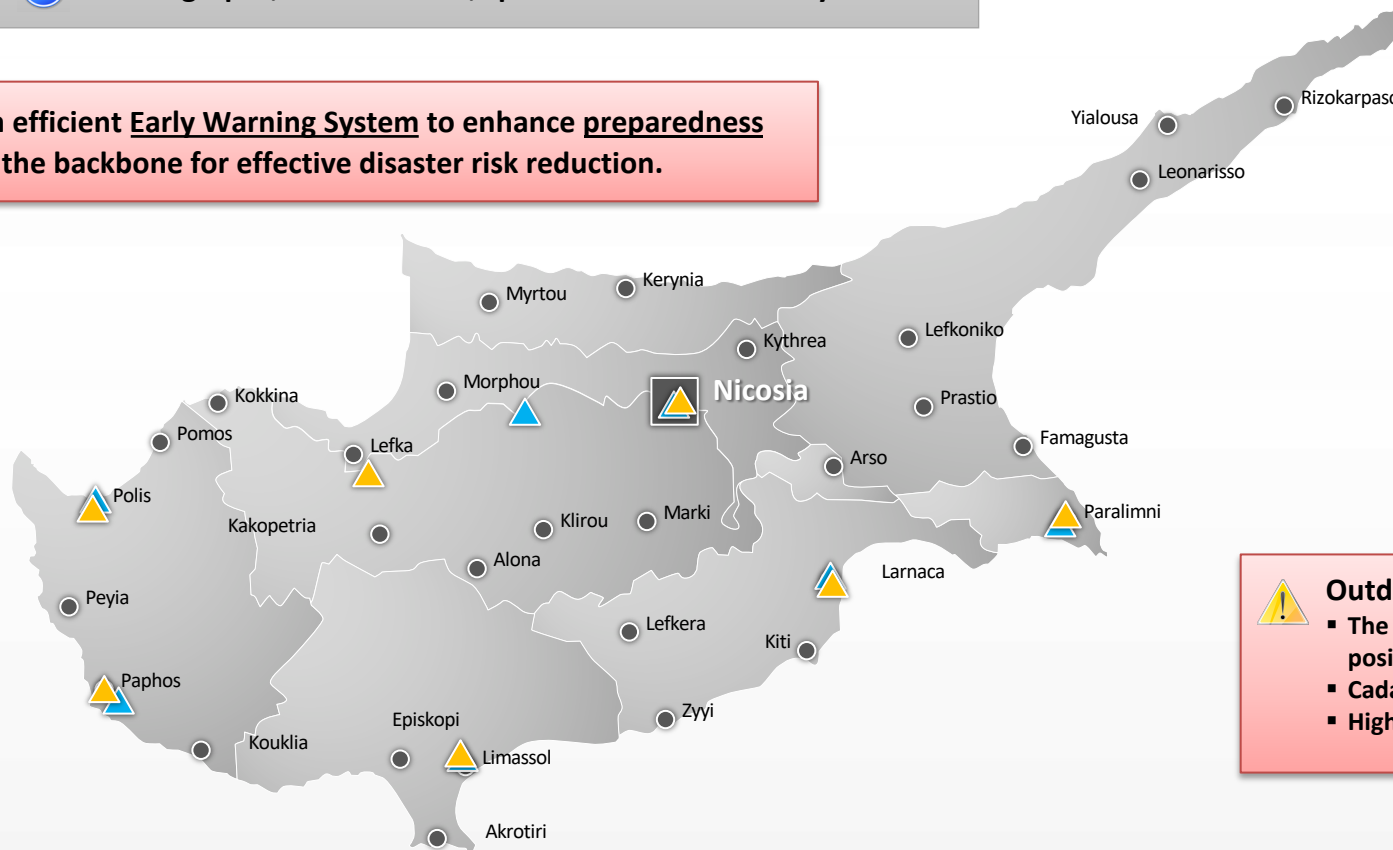 efficient Early Warning System to enhance preparedness
the backbone for effective disaster risk reduction.
Yialousa
Leonarisso
Kerynia
Myrtou
Lefkoniko
Kythrea
Morphou
Nicosia
Kokkina
Prastio
Pomos
Lefka
Famagusta
Arso
Polis
Paralimni
Marki
Klirou
Kakopetria
Alona
Larnaca
Peyia
Lefkera
Kiti
Paphos
Zyyi
Episkopi
Kouklia
Limassol
Akrotiri
The